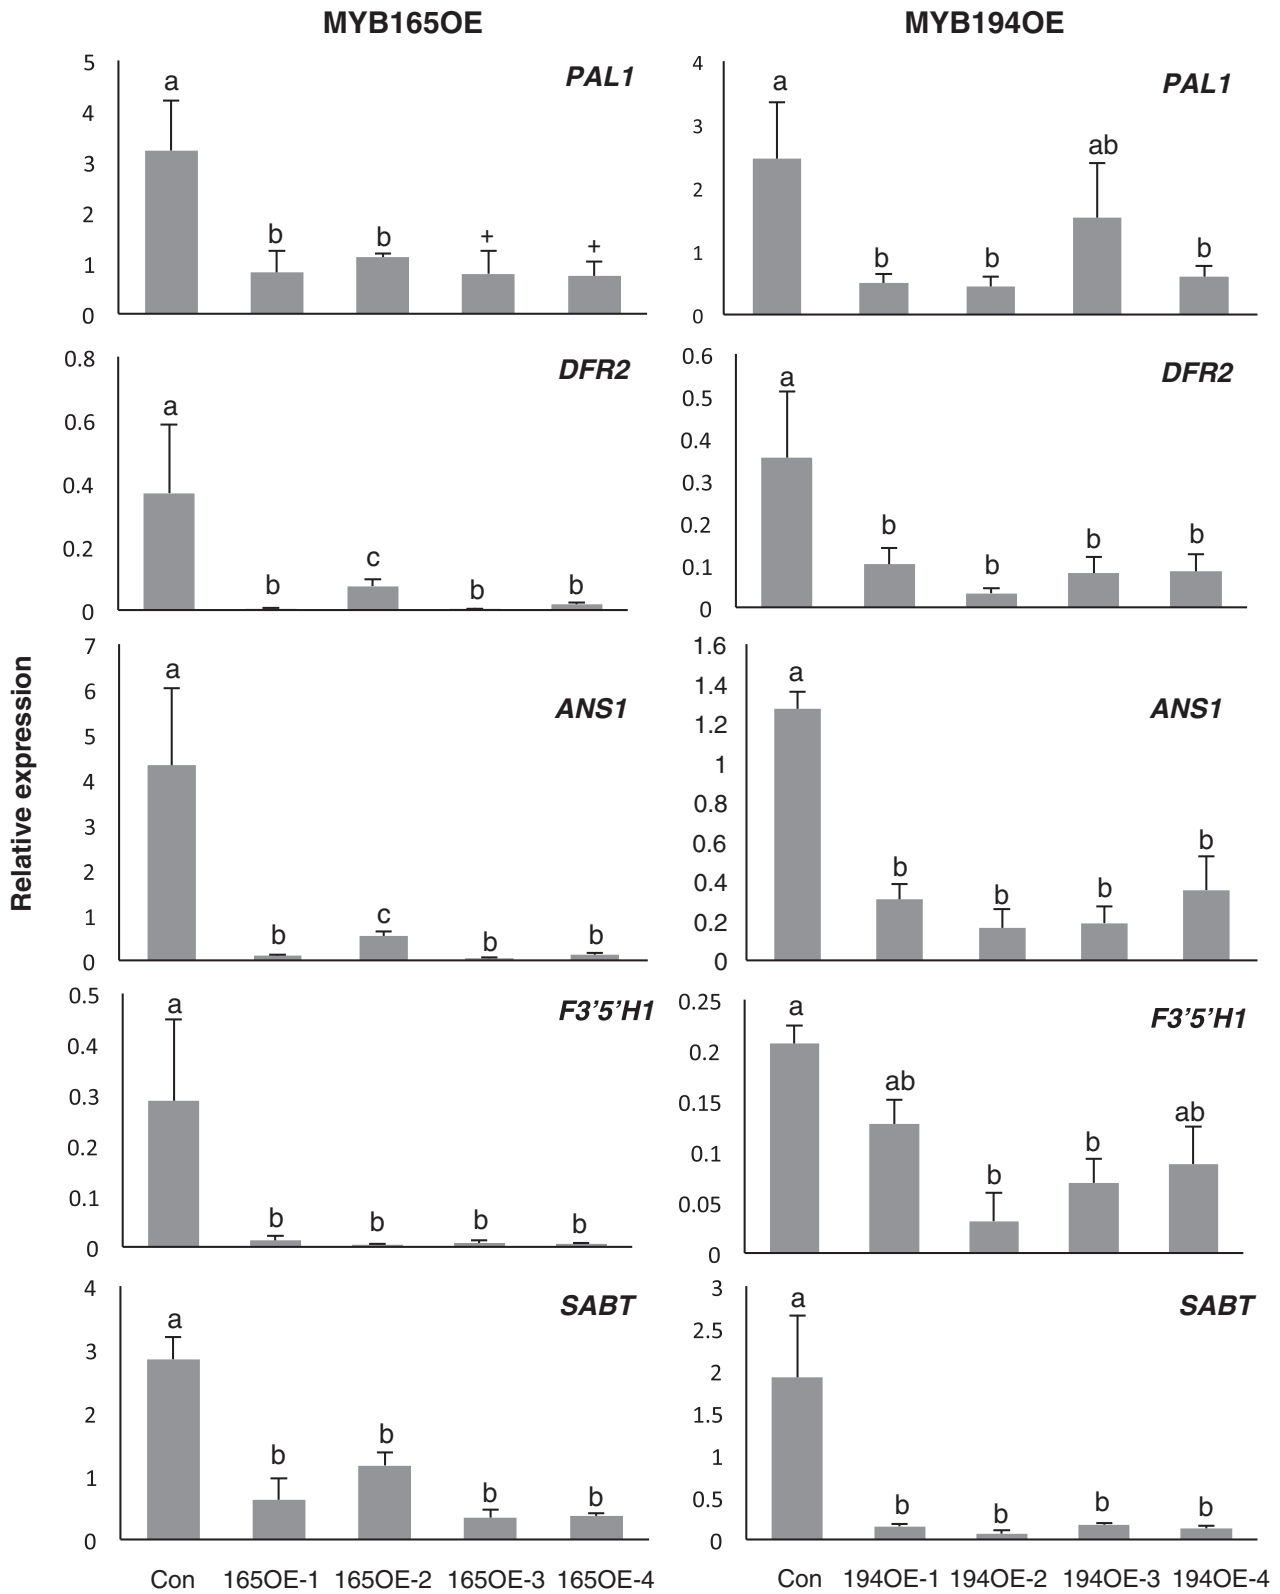 MYB165OE MYB194OE
5
4
3
2
1
0
PAL1
a b b + +
4
3
2
1
0
PAL1
a b b ab b
0.8
0.6
0.4
0.2
0
DFR2
a b c b b
0.6
0.5
0.4
0.3
0.2
0.1
0
DFR2
a b b b b
Relative expression
7
6
5
4
3
2
1
0
ANS1
a b c b b
1.6
1.4
1.2
1
0.8
0.6
0.4
0.2
0
ANS1
a b b b b
0.5
0.4
0.3
0.2
0.1
0
F3’5’H1
a b b b b
0.25
0.2
0.15
0.1
0.05
0
F3’5’H1
a ab b b ab
4
3
2
1
0
SABT
a b b b b
3
2.5
2
1.5
1
0.5
0
SABT
a b b b b
Con 165OE-1 165OE-2 165OE-3 165OE-4
Con 194OE-1 194OE-2 194OE-3 194OE-4